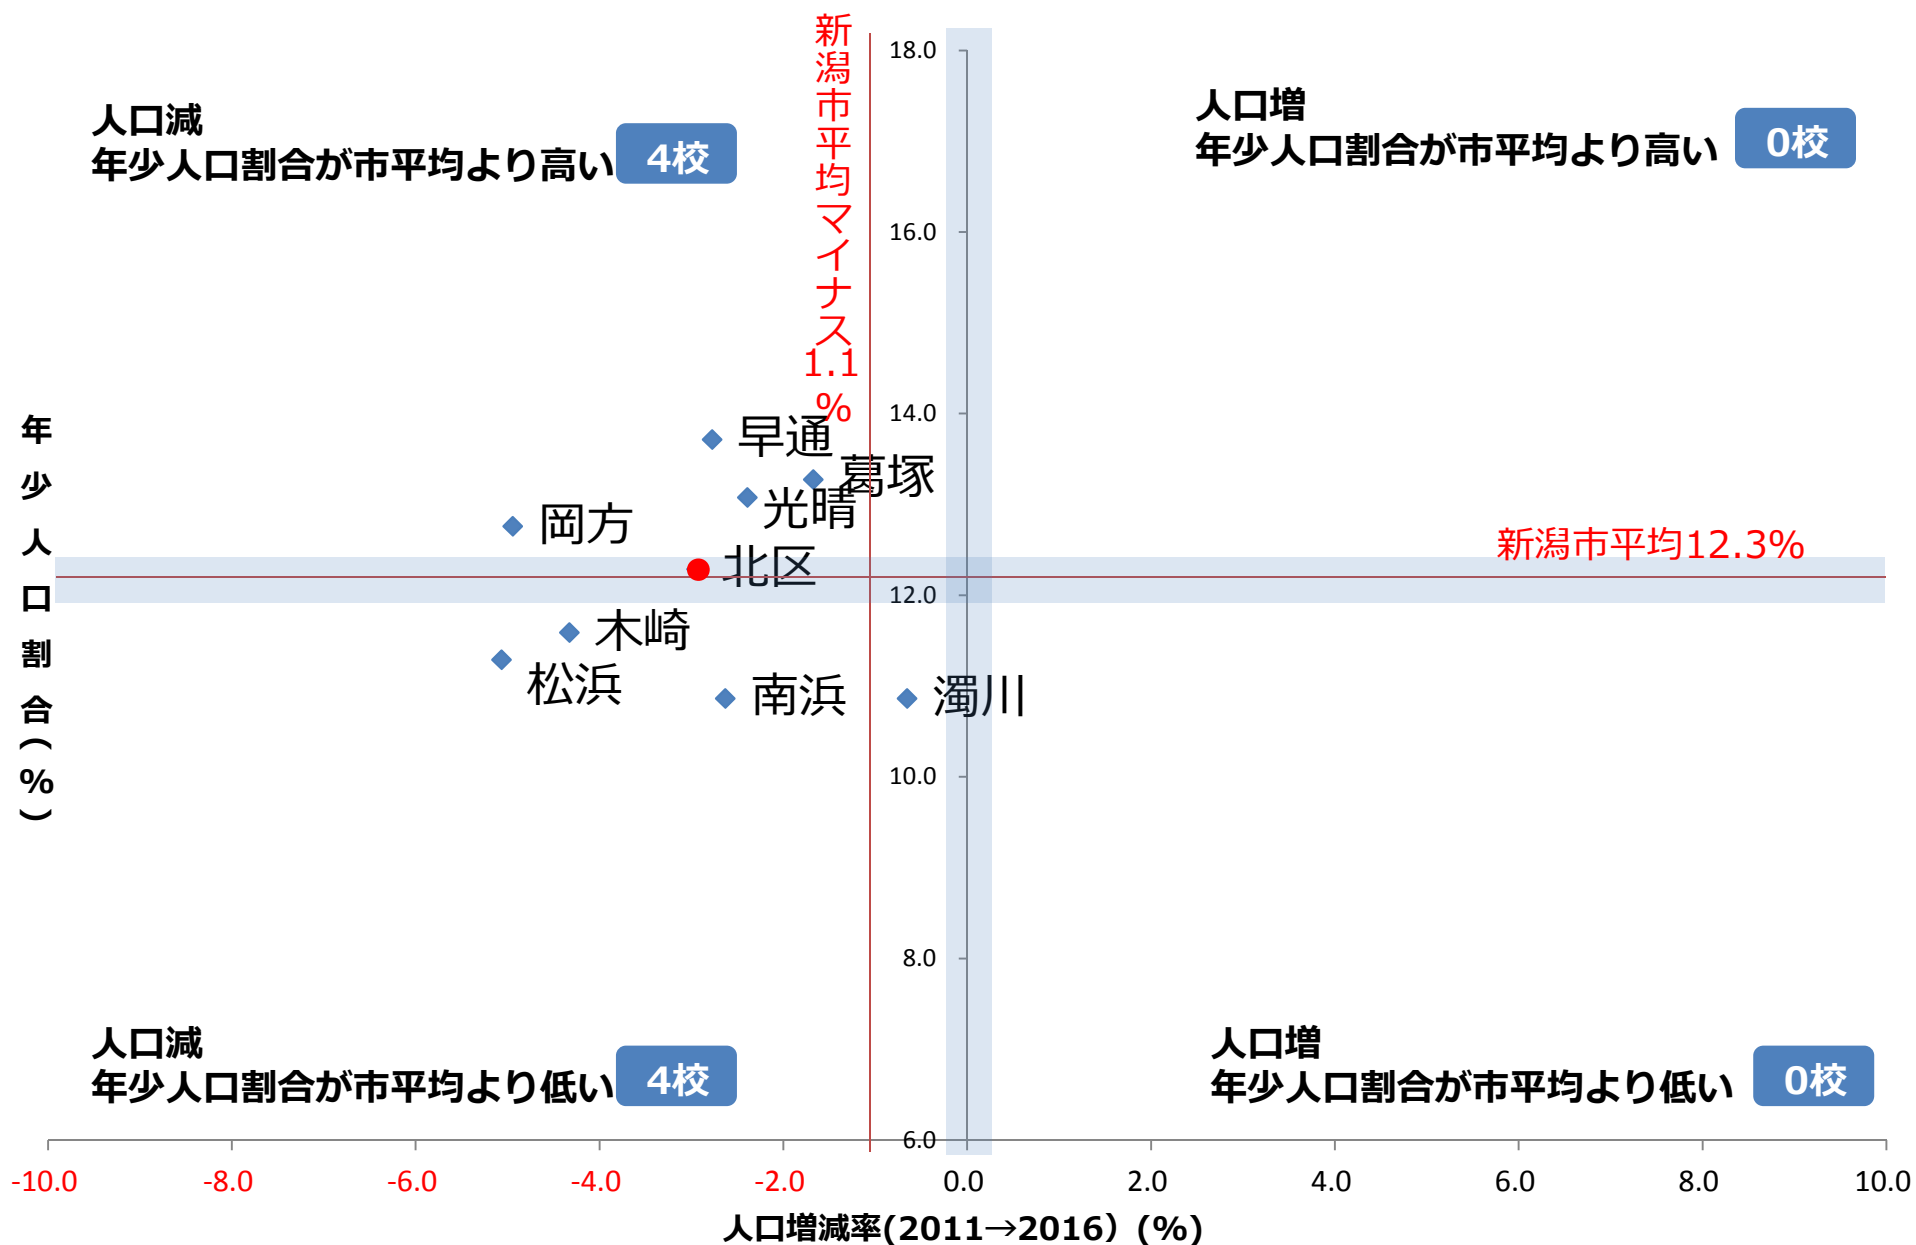 新潟市平均マイナス1.1%
人口減
年少人口割合が市平均より高い
4校
人口増
年少人口割合が市平均より高い
0校
18.0
16.0
14.0
12.0
10.0
8.0
6.0
年少人口割合(%)
早通
葛塚
光晴
岡方
北区
新潟市平均12.3%
木崎
松浜
南浜
濁川
人口減
年少人口割合が市平均より低い
4校
人口増
年少人口割合が市平均より低い
0校
-10.0 -8.0 -6.0 -4.0 -2.0 0.0 2.0 4.0 6.0 8.0 10.0
人口増減率(2011→2016）(%)